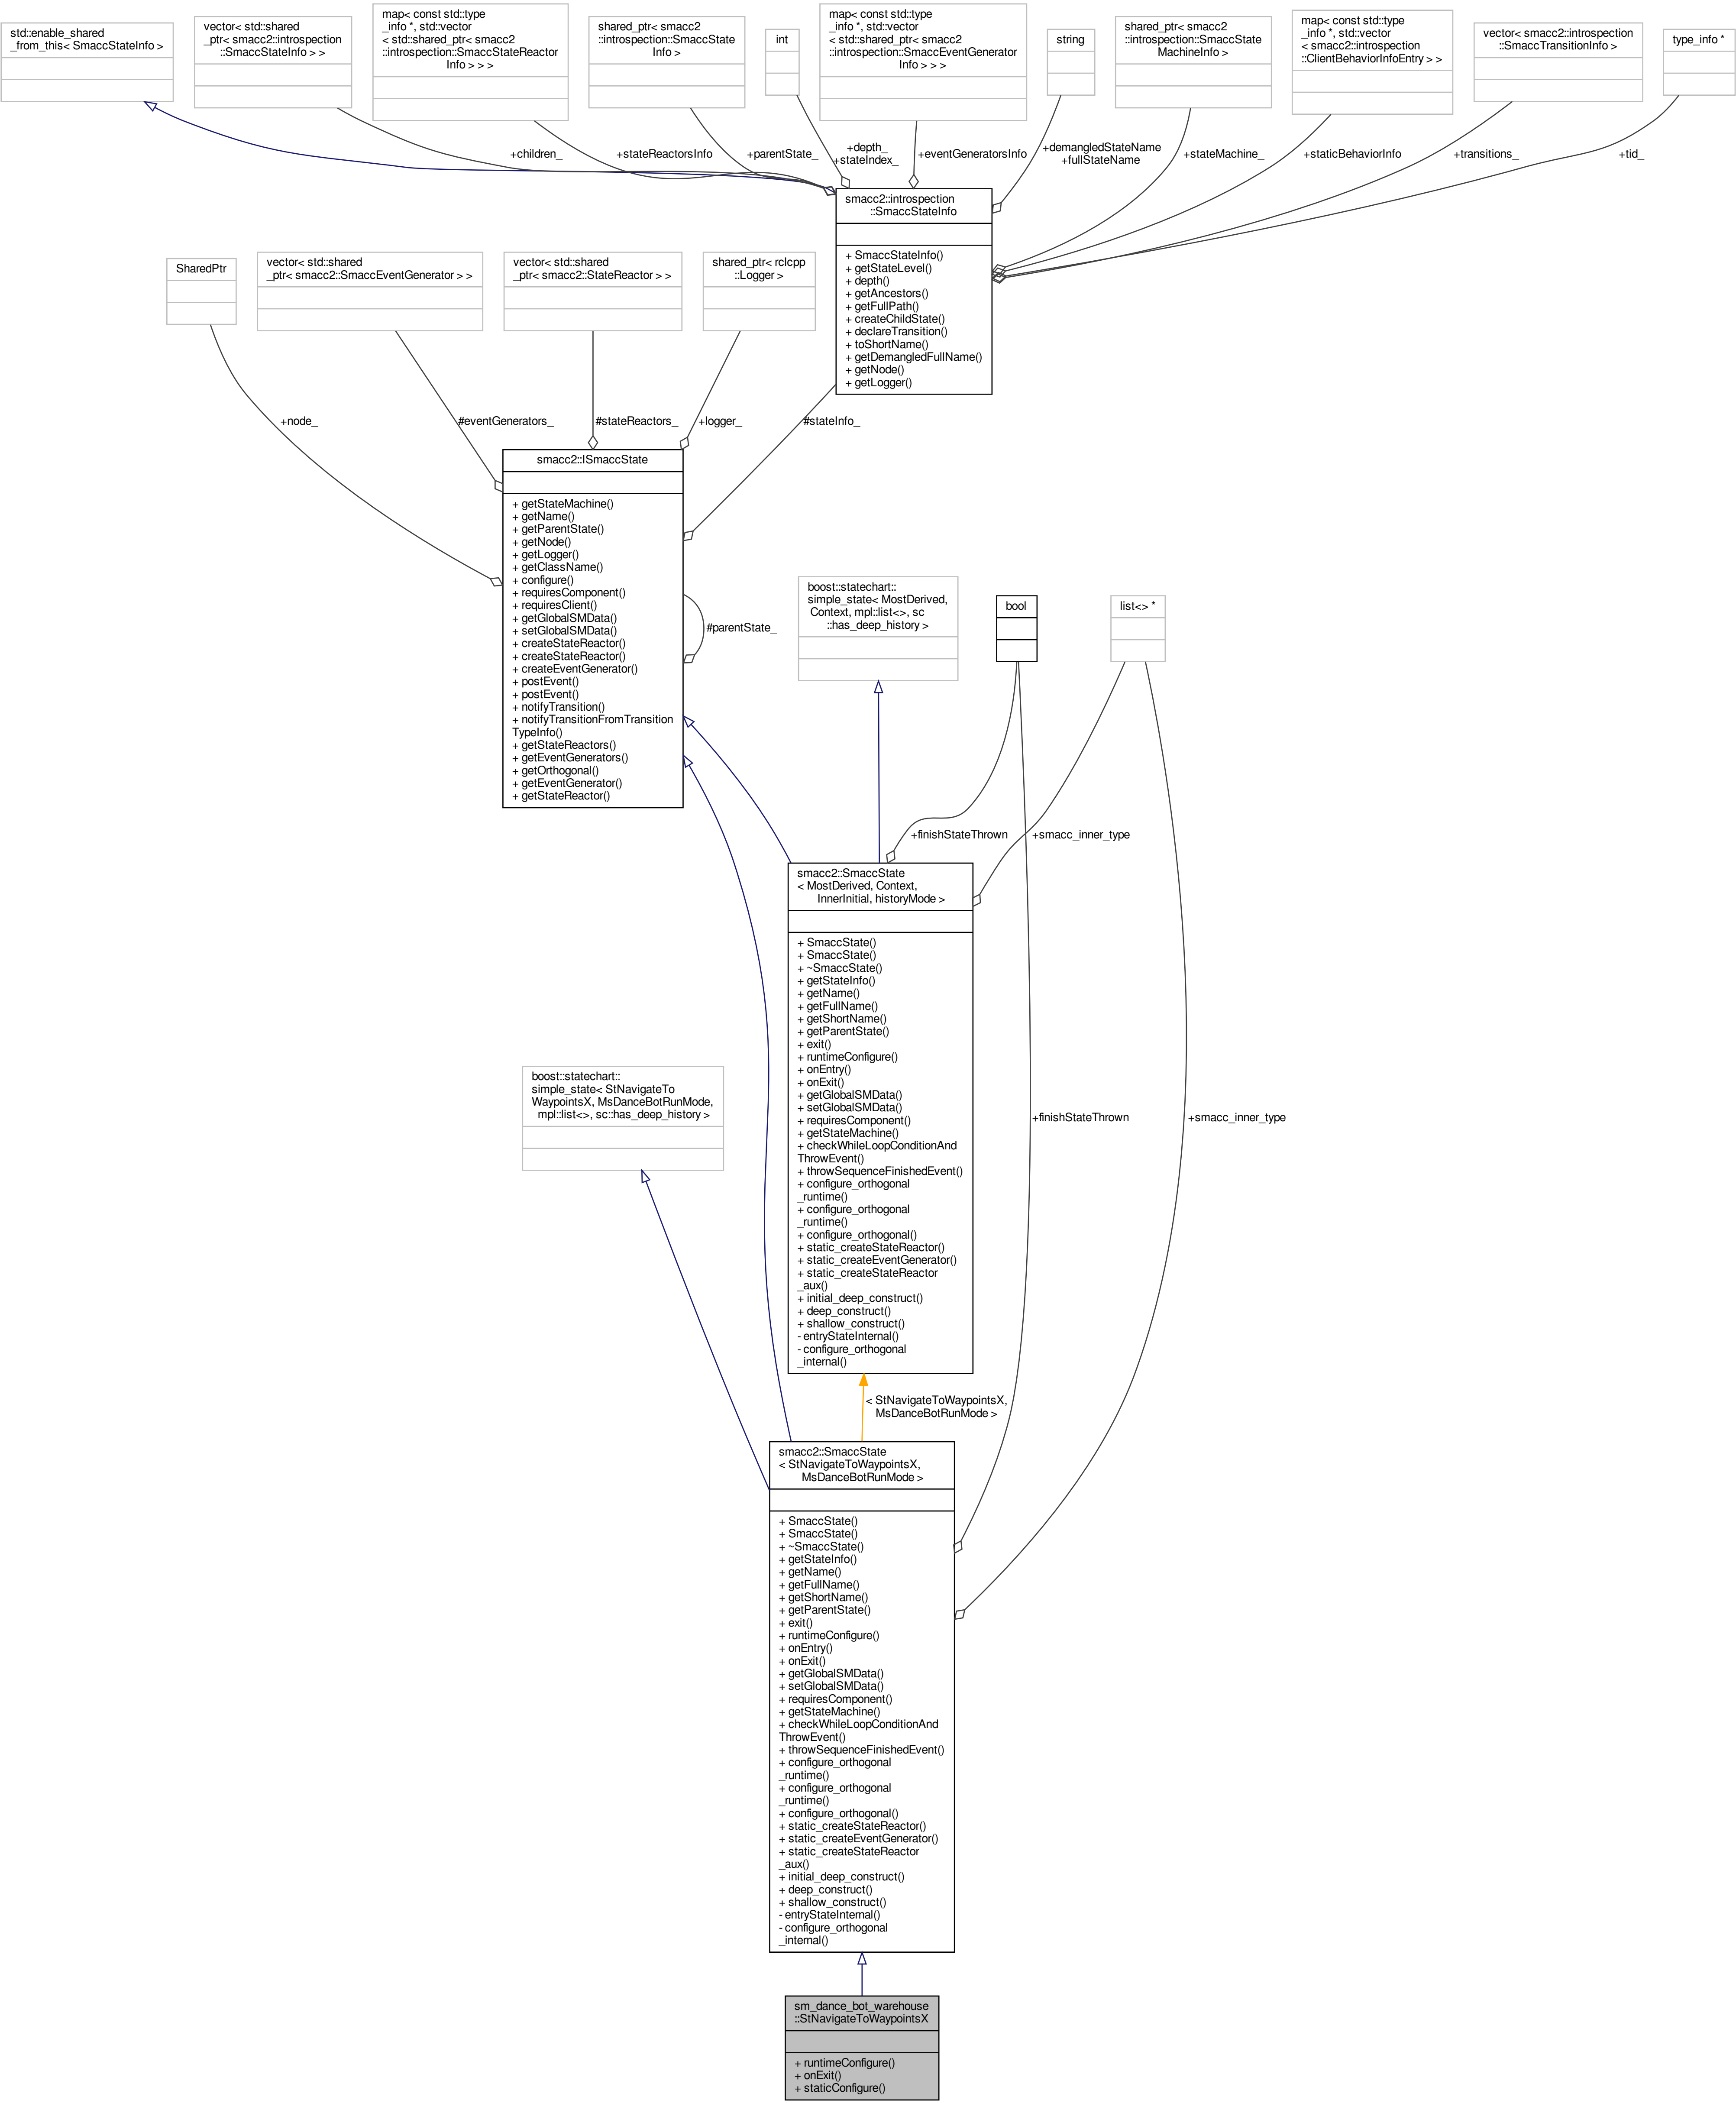 std::enable_shared
_from_this< SmaccStateInfo >
vector< std::shared
_ptr< smacc2::introspection
::SmaccStateInfo > >
map< const std::type
_info *, std::vector
< std::shared_ptr< smacc2
::introspection::SmaccStateReactor
Info > > >
shared_ptr< smacc2
::introspection::SmaccState
Info >
int
map< const std::type
_info *, std::vector
< std::shared_ptr< smacc2
::introspection::SmaccEventGenerator
Info > > >
string
shared_ptr< smacc2
::introspection::SmaccState
MachineInfo >
map< const std::type
_info *, std::vector
< smacc2::introspection
::ClientBehaviorInfoEntry > >
vector< smacc2::introspection
::SmaccTransitionInfo >
type_info *
+children_
+stateReactorsInfo
+parentState_
+depth_
+stateIndex_
+eventGeneratorsInfo
+demangledStateName
+fullStateName
+stateMachine_
+staticBehaviorInfo
+transitions_
+tid_
smacc2::introspection
::SmaccStateInfo
+ SmaccStateInfo()
+ getStateLevel()
+ depth()
+ getAncestors()
+ getFullPath()
+ createChildState()
+ declareTransition()
+ toShortName()
+ getDemangledFullName()
+ getNode()
+ getLogger()
SharedPtr
vector< std::shared
_ptr< smacc2::SmaccEventGenerator > >
vector< std::shared
_ptr< smacc2::StateReactor > >
shared_ptr< rclcpp
::Logger >
+node_
#eventGenerators_
#stateReactors_
+logger_
#stateInfo_
smacc2::ISmaccState
+ getStateMachine()
+ getName()
+ getParentState()
+ getNode()
+ getLogger()
+ getClassName()
+ configure()
+ requiresComponent()
+ requiresClient()
+ getGlobalSMData()
+ setGlobalSMData()
+ createStateReactor()
+ createStateReactor()
+ createEventGenerator()
+ postEvent()
+ postEvent()
+ notifyTransition()
+ notifyTransitionFromTransition
TypeInfo()
+ getStateReactors()
+ getEventGenerators()
+ getOrthogonal()
+ getEventGenerator()
+ getStateReactor()
#parentState_
boost::statechart::
simple_state< MostDerived,
Context, mpl::list<>, sc
::has_deep_history >
bool
list<> *
+finishStateThrown
+smacc_inner_type
smacc2::SmaccState
< MostDerived, Context,
InnerInitial, historyMode >
+ SmaccState()
+ SmaccState()
+ ~SmaccState()
+ getStateInfo()
+ getName()
+ getFullName()
+ getShortName()
+ getParentState()
+ exit()
+ runtimeConfigure()
+ onEntry()
+ onExit()
+ getGlobalSMData()
+ setGlobalSMData()
+ requiresComponent()
+ getStateMachine()
+ checkWhileLoopConditionAnd
ThrowEvent()
+ throwSequenceFinishedEvent()
+ configure_orthogonal
_runtime()
+ configure_orthogonal
_runtime()
+ configure_orthogonal()
+ static_createStateReactor()
+ static_createEventGenerator()
+ static_createStateReactor
_aux()
+ initial_deep_construct()
+ deep_construct()
+ shallow_construct()
- entryStateInternal()
- configure_orthogonal
_internal()
boost::statechart::
simple_state< StNavigateTo
WaypointsX, MsDanceBotRunMode,
mpl::list<>, sc::has_deep_history >
+finishStateThrown
+smacc_inner_type
< StNavigateToWaypointsX,
MsDanceBotRunMode >
smacc2::SmaccState
< StNavigateToWaypointsX,
MsDanceBotRunMode >
+ SmaccState()
+ SmaccState()
+ ~SmaccState()
+ getStateInfo()
+ getName()
+ getFullName()
+ getShortName()
+ getParentState()
+ exit()
+ runtimeConfigure()
+ onEntry()
+ onExit()
+ getGlobalSMData()
+ setGlobalSMData()
+ requiresComponent()
+ getStateMachine()
+ checkWhileLoopConditionAnd
ThrowEvent()
+ throwSequenceFinishedEvent()
+ configure_orthogonal
_runtime()
+ configure_orthogonal
_runtime()
+ configure_orthogonal()
+ static_createStateReactor()
+ static_createEventGenerator()
+ static_createStateReactor
_aux()
+ initial_deep_construct()
+ deep_construct()
+ shallow_construct()
- entryStateInternal()
- configure_orthogonal
_internal()
sm_dance_bot_warehouse
::StNavigateToWaypointsX
+ runtimeConfigure()
+ onExit()
+ staticConfigure()